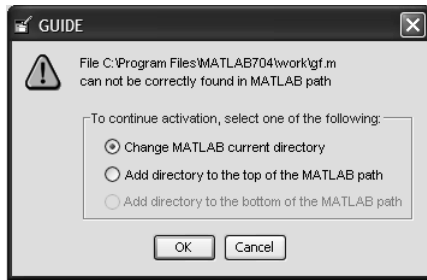 GUIDE
File C:\Program Files\MATLAB704\work\gf.m
can not be correctly found in MATLAB path
To continue activation, select one of the following:
Change MATLAB current directory
Add directory to the top of the MATLAB path
Add directory to the bottom of the MATLAB path
OK Cancel